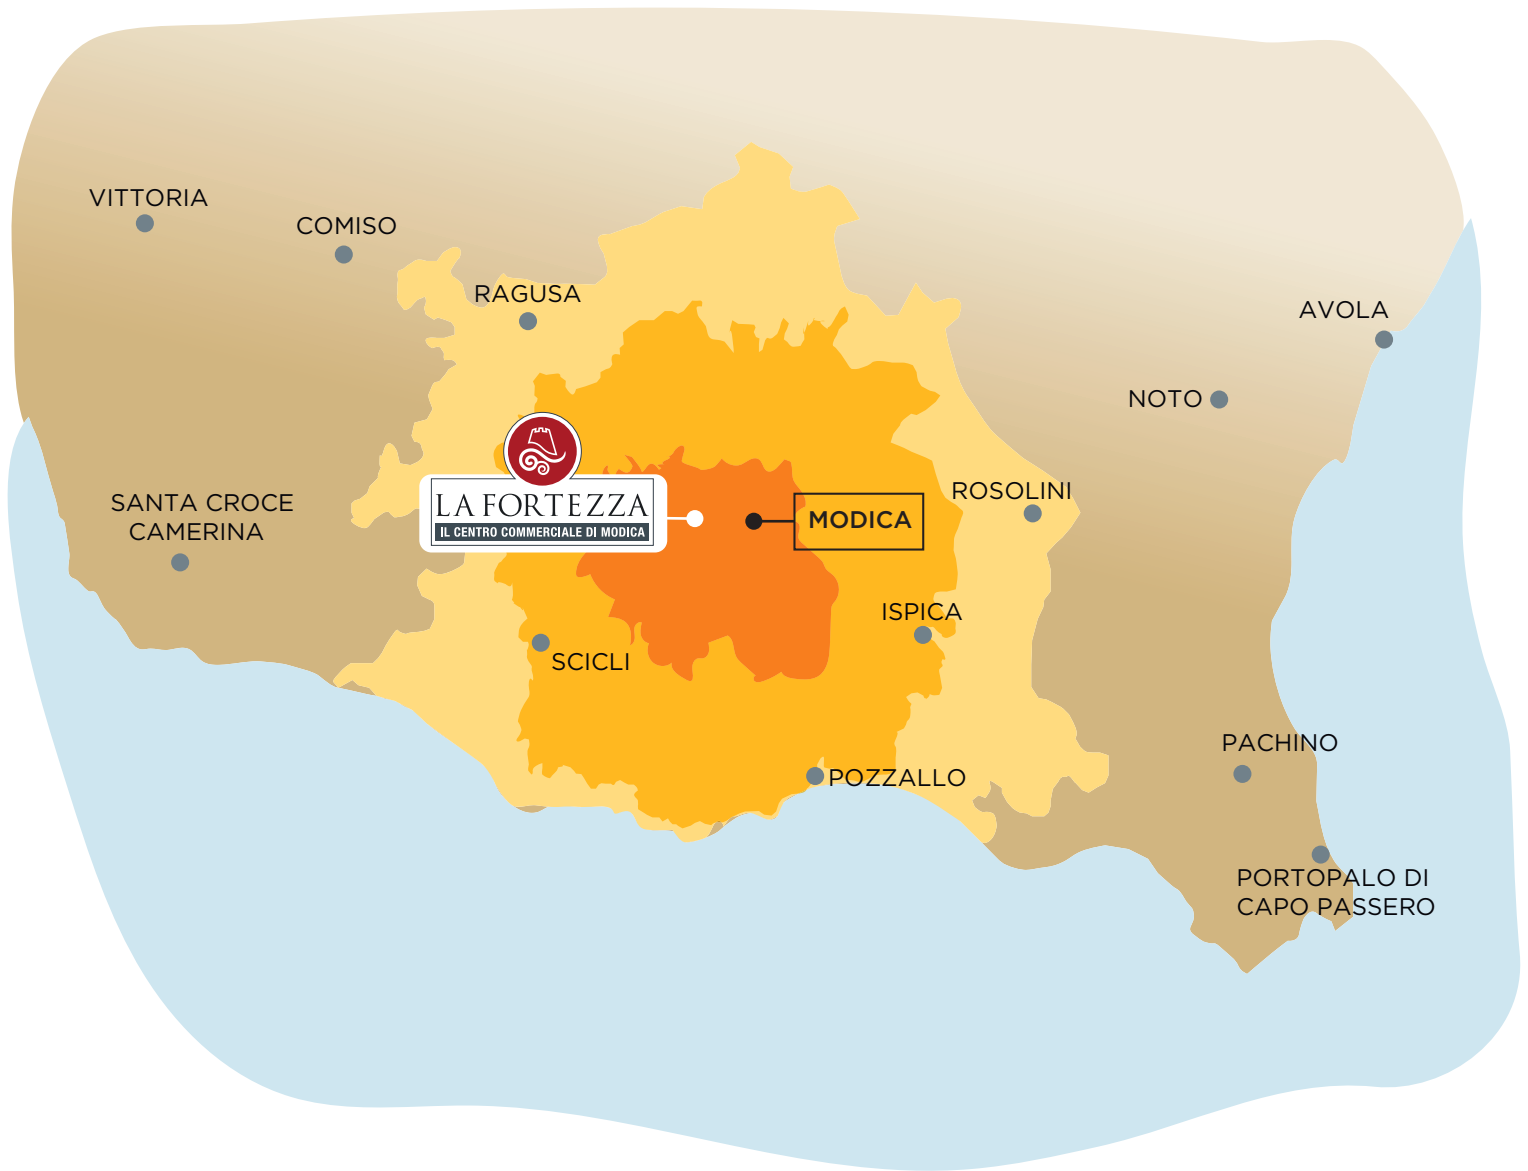 VITTORIA
COMISO
RAGUSA
AVOLA
NOTO
SANTA CROCE
CAMERINA
LA FORTEZZA
IL CENTRO COMMERCIALE DI MODICA
MODICA
ROSOLINI
ISPICA
SCICLI
PACHINO
POZZALLO
PORTOPALO DI
CAPO PASSERO